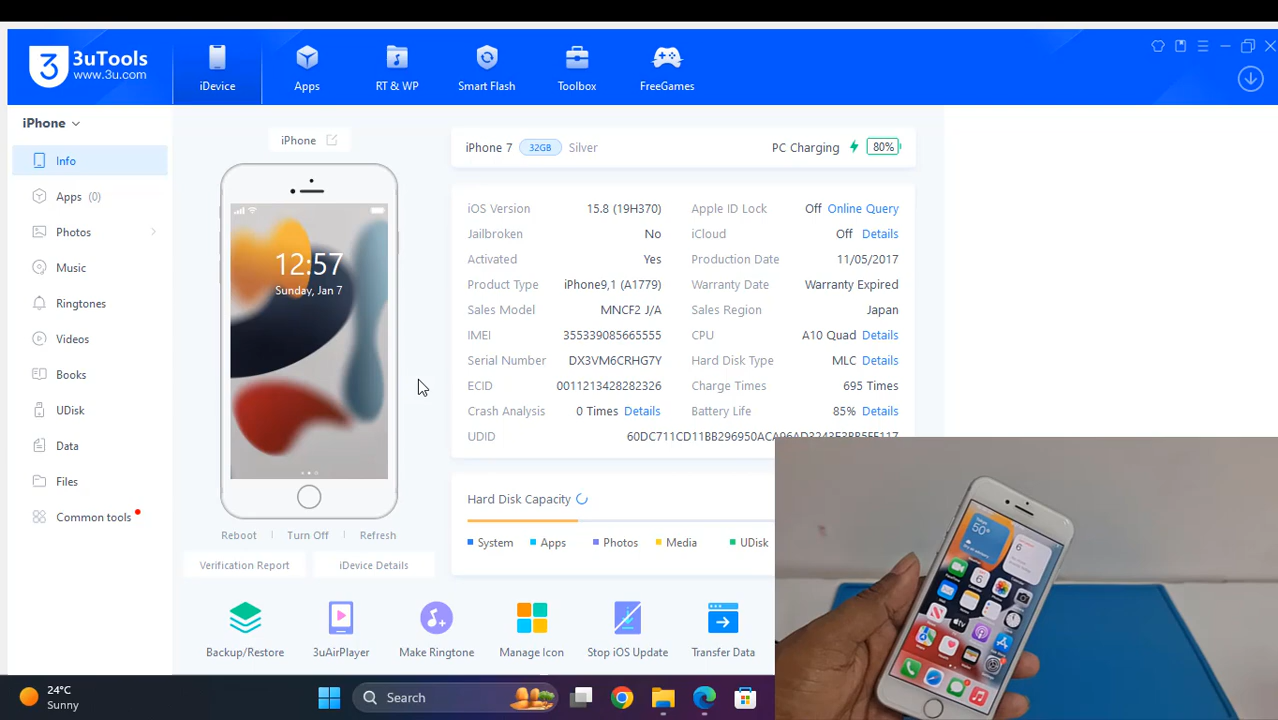 3 3uTools
www.3u.com
iDevice
Apps
RT & WP
Smart Flash
Toolbox
FreeGames
iPhone
Info
Apps (0)
Photos
Music
Ringtones
Videos
Books
UDisk
Data
Files
Common tools
iPhone
12:57
Sunday, Jan 7
Reboot Turn Off Refresh
Verification Report iDevice Details
iPhone 7 32GB Silver PC Charging 80%
iOS Version 15.8 (19H370) Apple ID Lock Off Online Query
Jailbroken No iCloud Off Details
Activated Yes Production Date 11/05/2017
Product Type iPhone9,1 (A1779) Warranty Date Warranty Expired
Sales Model MNCF2 J/A Sales Region Japan
IMEI 355339085665555 CPU A10 Quad Details
Serial Number DX3VM6CRHG7Y Hard Disk Type MLC Details
ECID 0011213428282326 Charge Times 695 Times
Crash Analysis 0 Times Details Battery Life 85% Details
UDID
Hard Disk Capacity
System Apps Photos Media UDisk
Backup/Restore 3uAirPlayer Make Ringtone Manage Icon Stop iOS Update Transfer Data
24°C
Sunny
Search
50°
6